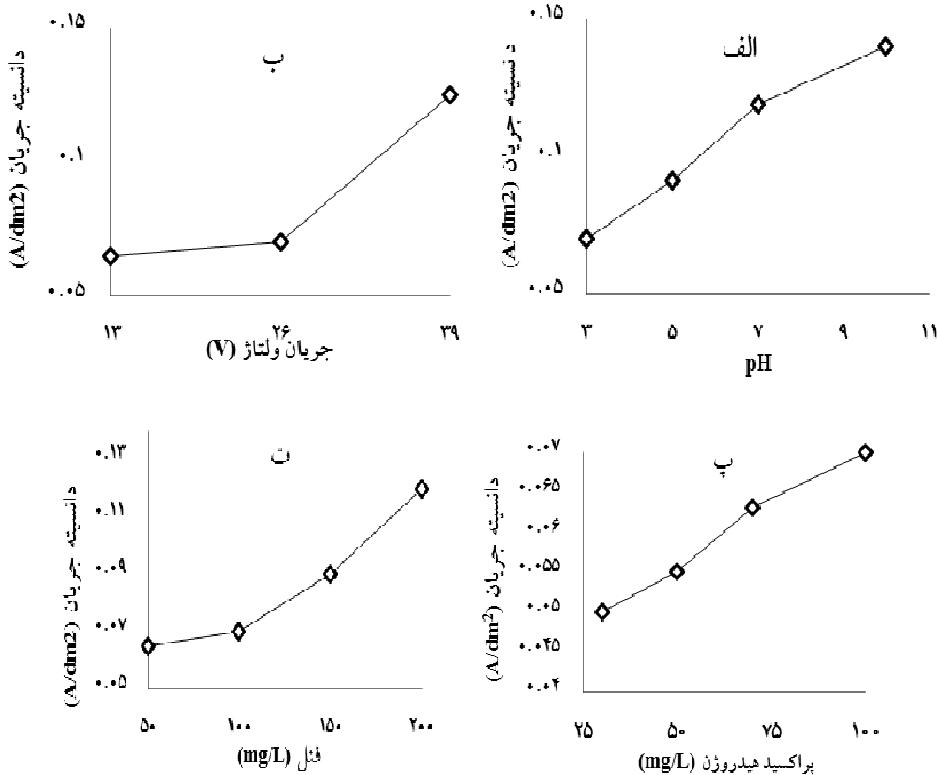 الف
دانسیته جریان (A/dm2)
۰.۱۵
۰.۱
۰.۰۵
۳ ۵ ۷ ۹ ۱۱
pH
ب
دانسیته جریان (A/dm2)
۰.۱۵
۰.۱
۰.۰۵
۱۳ ۲۶ ۳۹
جریان ولتاژ (V)
پ
دانسیته جریان (A/dm²)
۰.۰۷
۰.۰۶۵
۰.۰۶
۰.۰۵۵
۰.۰۵
۰.۰۴۵
۰.۰۴
۲۵ ۵۰ ۷۵ ۱۰۰
پراکسید هیدروژن (mg/L)
ت
دانسیته جریان (A/dm2)
۰.۱۳
۰.۱۱
۰.۰۹
۰.۰۷
۰.۰۵
۵۰ ۱۰۰ ۱۵۰ ۲۰۰
فنل (mg/L)